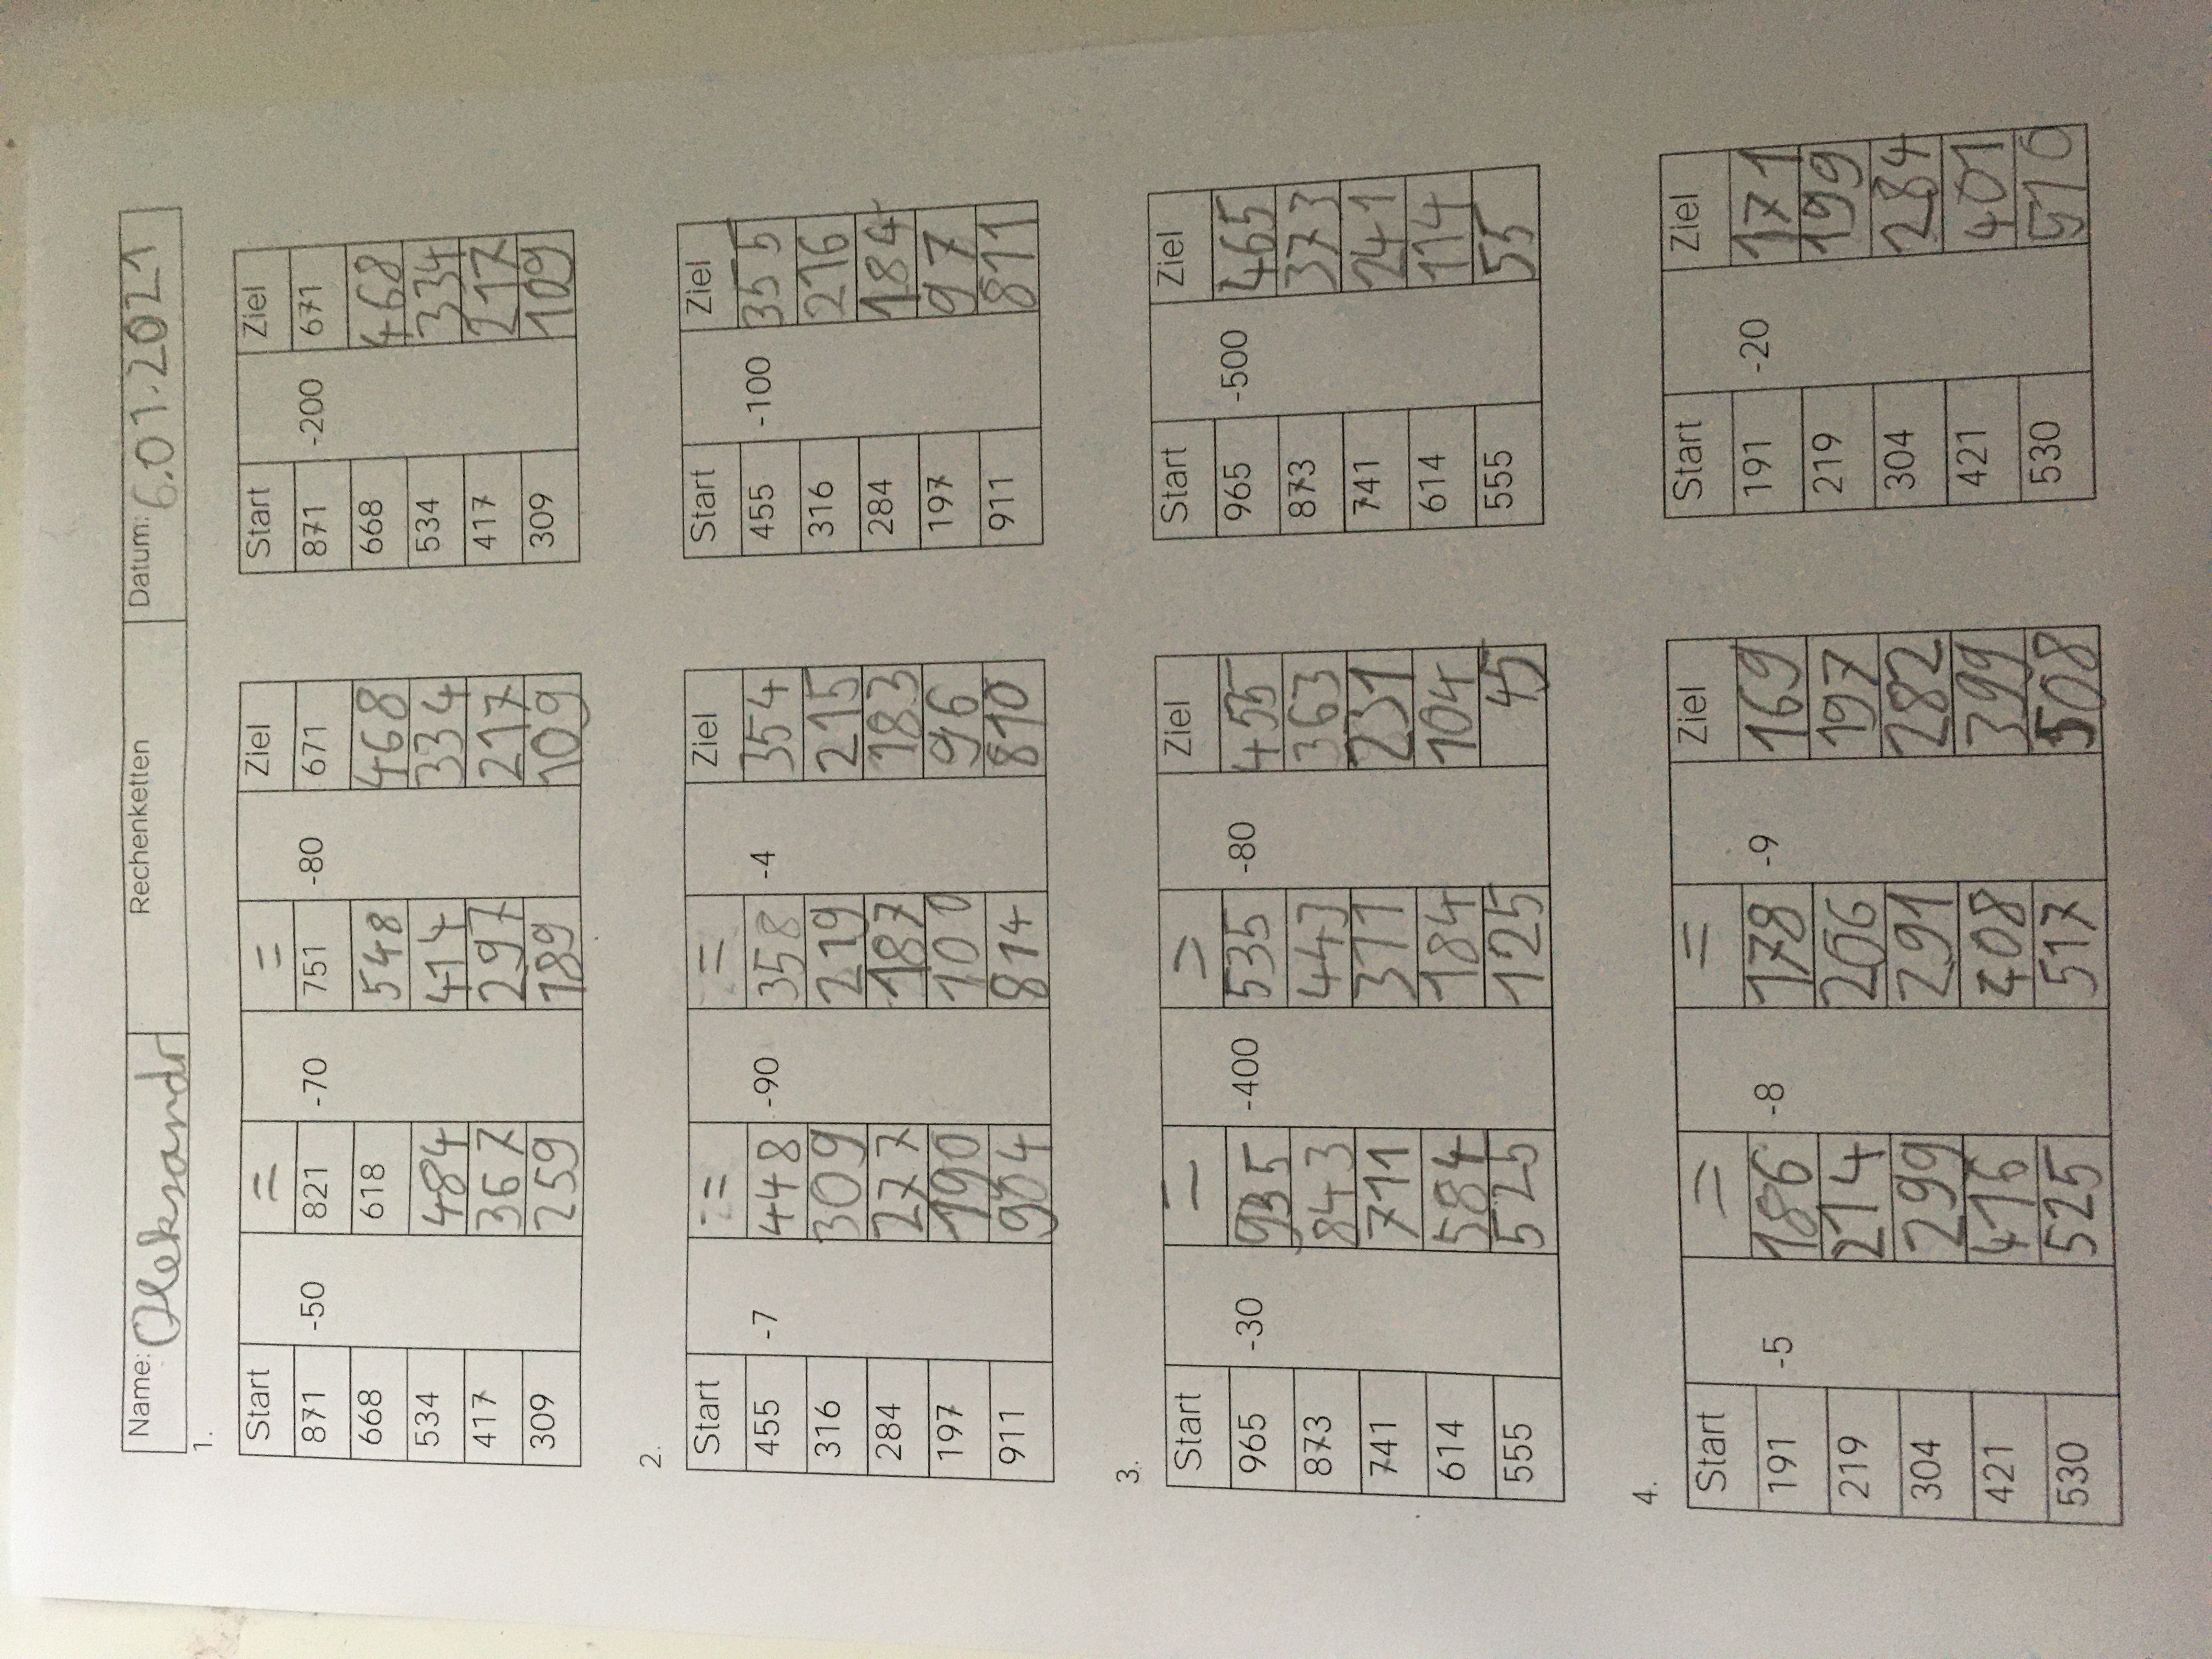 Name: Oleksandr Rechenketten Datum: 6.01.2021
1.
Start = = Ziel Start Ziel
871 -50 821 -70 751 -80 671 871 -200 671
668 618 548 468 668 468
534 484 414 334 534 334
417 367 297 217 417 217
309 259 189 109 309 109
2.
Start = = Ziel Start Ziel
455 -7 448 -90 358 -4 354 455 -100 355
316 309 219 215 316 216
284 277 187 183 284 184
197 190 100 96 197 97
911 904 814 810 911 811
3.
Start = = Ziel Start Ziel
965 -30 935 -400 535 -80 455 965 -500 465
873 843 443 363 873 373
741 711 311 231 741 241
614 584 184 104 614 114
555 525 125 45 555 55
4.
Start = = Ziel Start Ziel
191 -5 186 -8 178 -9 169 191 -20 171
219 214 206 197 219 199
304 299 291 282 304 284
421 416 408 399 421 401
530 525 517 508 530 510